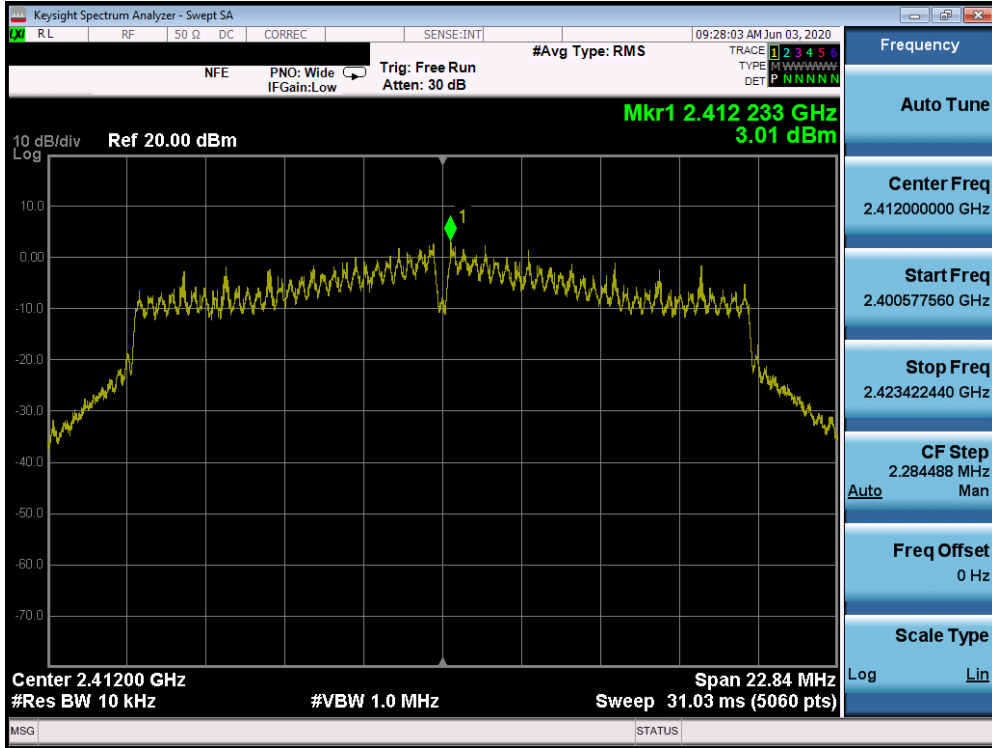 Keysight Spectrum Analyzer - Swept SA
LXI RL RF 50 Ω DC CORREC SENSE:INT 09:28:03 AM Jun 03, 2020
#Avg Type: RMS TRACE 1 2 3 4 5 6
NFE PNO: Wide Trig: Free Run TYPE M W W W W W
IFGain:Low Atten: 30 dB DET P N N N N N
Mkr1 2.412 233 GHz
3.01 dBm
10 dB/div Ref 20.00 dBm
Log
10.0
0.00
-10.0
-20.0
-30.0
-40.0
-50.0
-60.0
-70.0
1
Center 2.41200 GHz Span 22.84 MHz
#Res BW 10 kHz #VBW 1.0 MHz Sweep 31.03 ms (5060 pts)
MSG STATUS
Frequency
Auto Tune
Center Freq
2.412000000 GHz
Start Freq
2.400577560 GHz
Stop Freq
2.423422440 GHz
CF Step
2.284488 MHz
Auto Man
Freq Offset
0 Hz
Scale Type
Log Lin